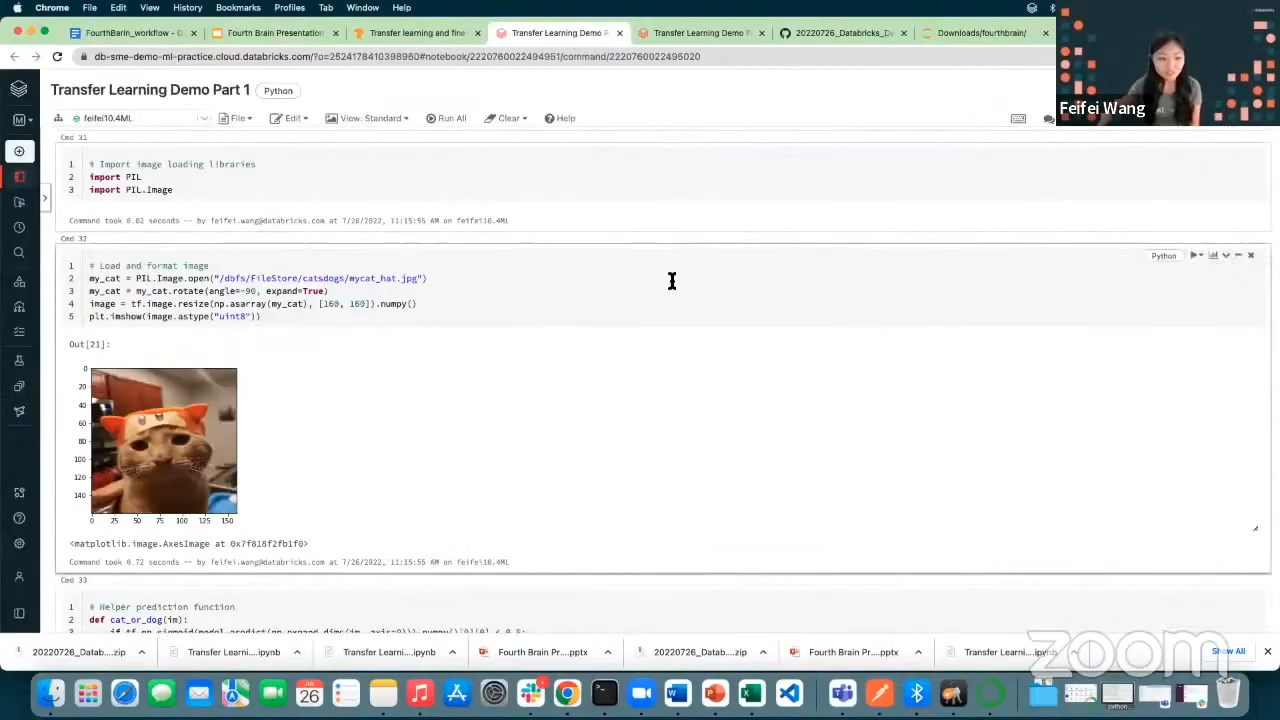 Chrome File Edit View History Bookmarks Profiles Tab Window Help
FourthBarin_workflow - G
Fourth Brain Presentation
Transfer learning and fine-
Transfer Learning Demo P
Transfer Learning Demo Pa
20220726_Databricks_De
Downloads/fourthbrain/
db-sme-demo-ml-practice.cloud.databricks.com/?o=2524178410398960#notebook/2220760022494951/command/2220760022495020
Feifei Wang
Transfer Learning Demo Part 1 Python
feifei10.4ML File Edit View: Standard Run All Clear Help
Cmd 31
1 # Import image loading libraries
2 import PIL
3 import PIL.Image
Command took 0.02 seconds -- by feifei.wang@databricks.com at 7/26/2022, 11:15:55 AM on feifei10.4ML
Cmd 32
Python
1 # Load and format image
2 my_cat = PIL.Image.open("/dbfs/FileStore/catsdogs/mycat_hat.jpg")
3 my_cat = my_cat.rotate(angle=-90, expand=True)
4 image = tf.image.resize(np.asarray(my_cat), [160, 160]).numpy()
5 plt.imshow(image.astype("uint8"))
Out[21]:
0
20
40
60
80
100
120
140
0 25 50 75 100 125 150
<matplotlib.image.AxesImage at 0x7f818f2fb1f0>
Command took 0.72 seconds -- by feifei.wang@databricks.com at 7/26/2022, 11:15:55 AM on feifei10.4ML
Cmd 33
1 # Helper prediction function
2 def cat_or_dog(im):
zoom
20220726_Datab....zip
Transfer Learni....ipynb
Transfer Learni....ipynb
Fourth Brain Pr....pptx
20220726_Datab....zip
Fourth Brain Pr....pptx
Transfer Learni....ipynb
Show All
JUL
26
python...